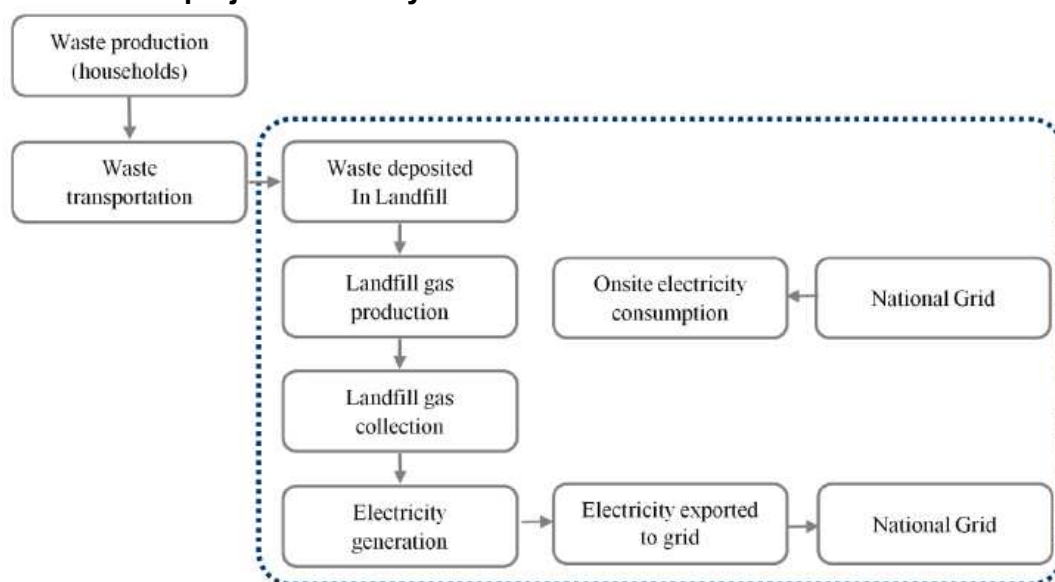 Waste production
(households)
Waste
transportation
Waste deposited
In Landfill
Landfill gas
production
Onsite electricity
consumption
National Grid
Landfill gas
collection
Electricity
generation
Electricity exported
to grid
National Grid